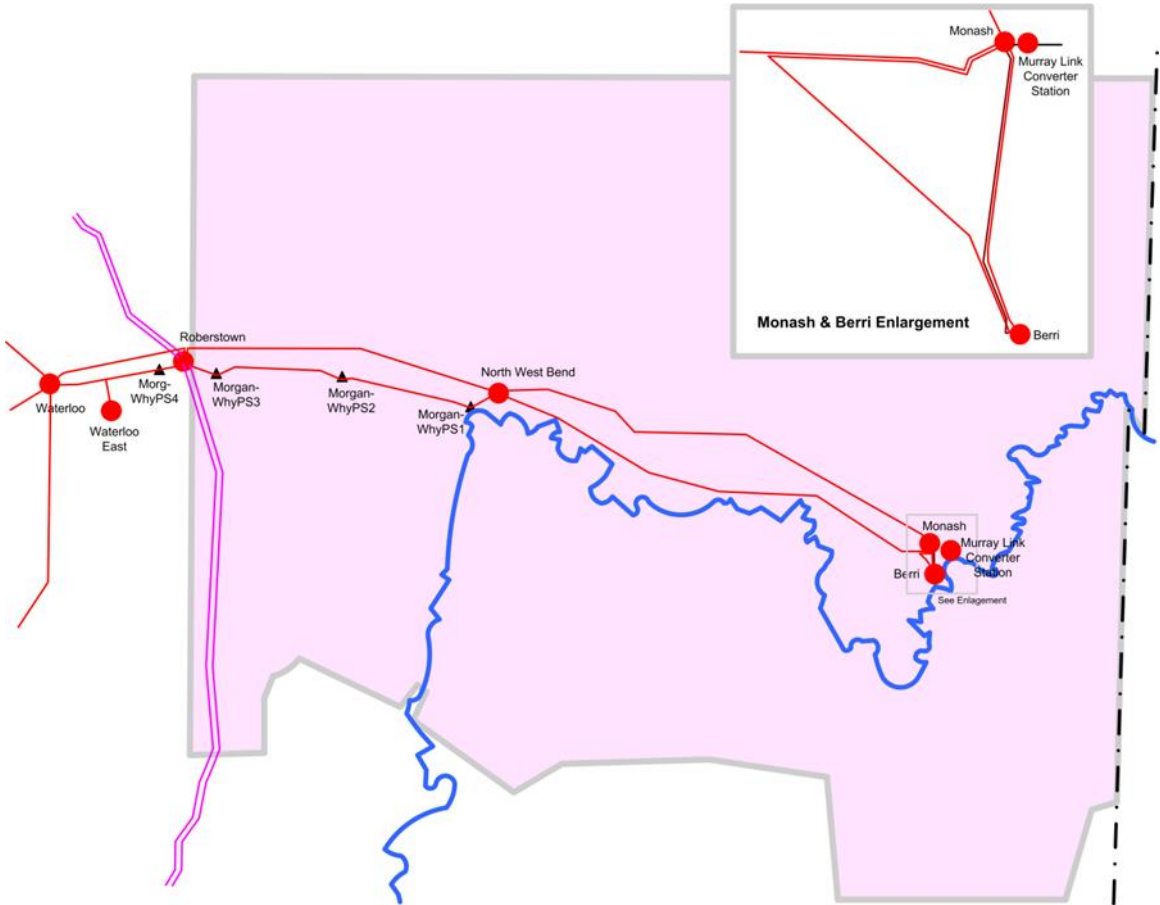 Monash
Murray Link
Converter
Station
Berri
Monash & Berri Enlargement
Roberstown
Waterloo
Waterloo
East
Morg-
WhyPS4
Morgan-
WhyPS3
Morgan-
WhyPS2
Morgan-
WhyPS1
North West Bend
Monash
Murray Link
Converter
Station
Berri
See Enlagement